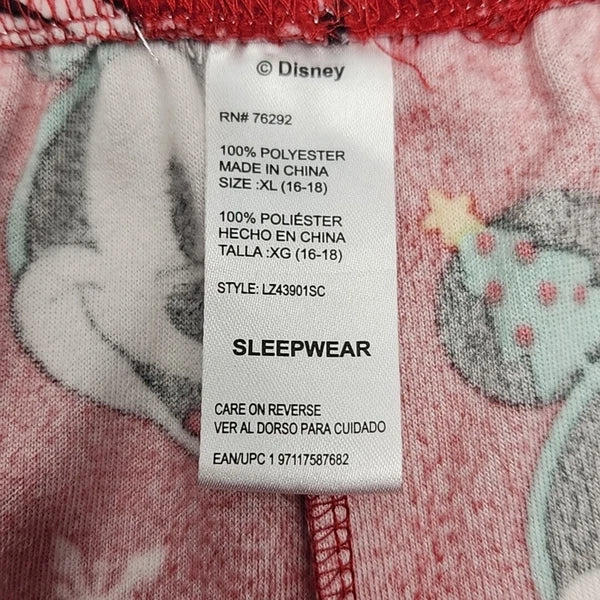 © Disney
RN# 76292
100% POLYESTER
MADE IN CHINA
SIZE :XL (16-18)
100% POLIÉSTER
HECHO EN CHINA
TALLA :XG (16-18)
STYLE: LZ43901SC
SLEEPWEAR
CARE ON REVERSE
VER AL DORSO PARA CUIDADO
EAN/UPC 1 97117587682